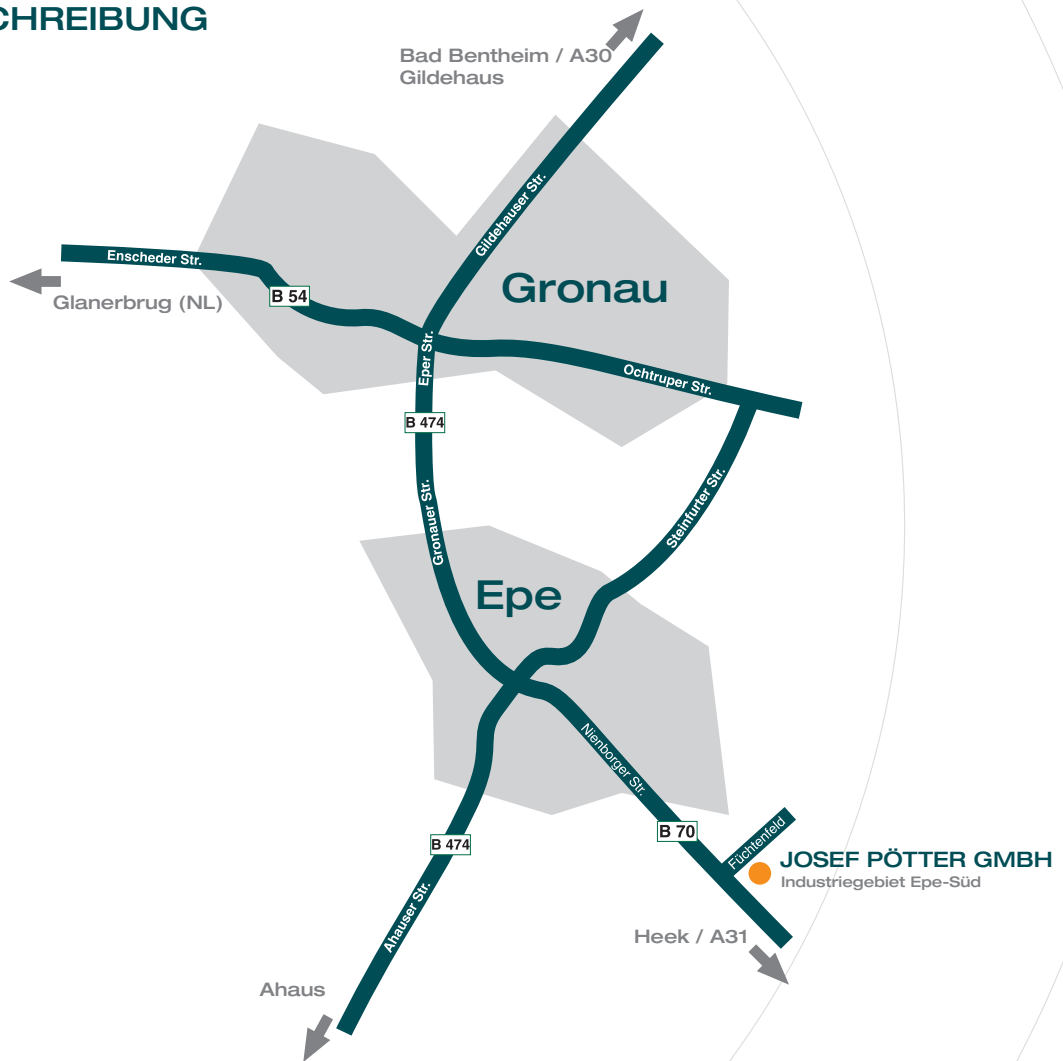 CHREIBUNG
Bad Bentheim / A30
Gildehaus
Gildehauser Str.
Enscheder Str.
Glanerbrug (NL)
B 54
Gronau
Eper Str.
Ochtruper Str.
B 474
Gronauer Str.
Steinfurter Str.
Epe
Nienborger Str.
B 70
B 474
Füchtenfeld
JOSEF PÖTTER GMBH
Industriegebiet Epe-Süd
Ahauser Str.
Heek / A31
Ahaus